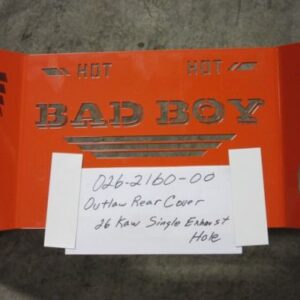 HOT HOT
BAD BOY
026-2160-00
Outlaw Rear Cover
26 Kaw Single Exhaust
Hole